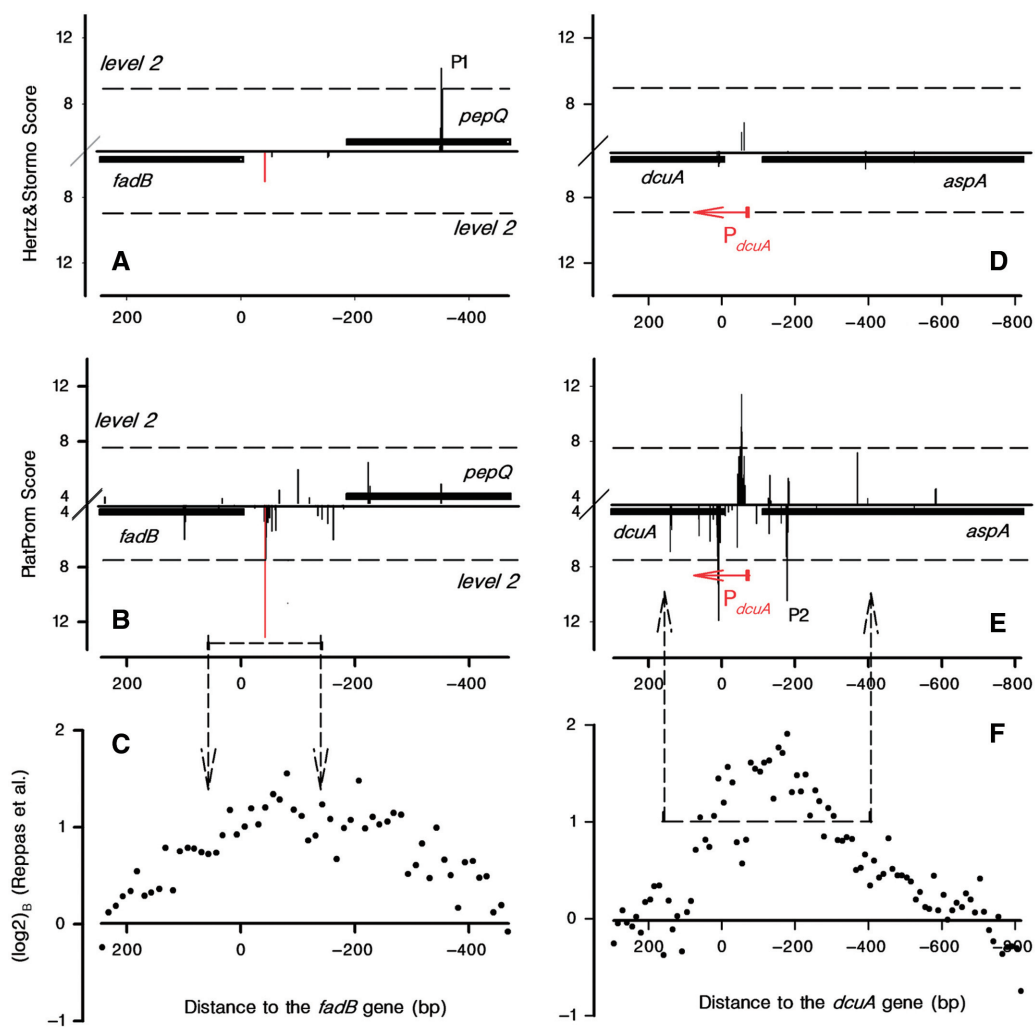 12
level 2
P1
8
pepQ
Hertz&Stormo Score
fadB
8
level 2
12
A
200 0 −200 −400
12
8
dcuA
aspA
8
PdcuA
12
D
200 0 −200 −400 −600 −800
12
level 2
8
pepQ
4
PlatProm Score
4
fadB
8
level 2
12
B
200 0 −200 −400
12
8
4
4
dcuA
aspA
8
PdcuA
P2
12
E
200 0 −200 −400 −600 −800
2
C
1
(log2)B (Reppas et al.)
0
200 0 −200 −400
Distance to the fadB gene (bp)
−1
2
F
1
0
200 0 −200 −400 −600 −800
Distance to the dcuA gene (bp)
−1